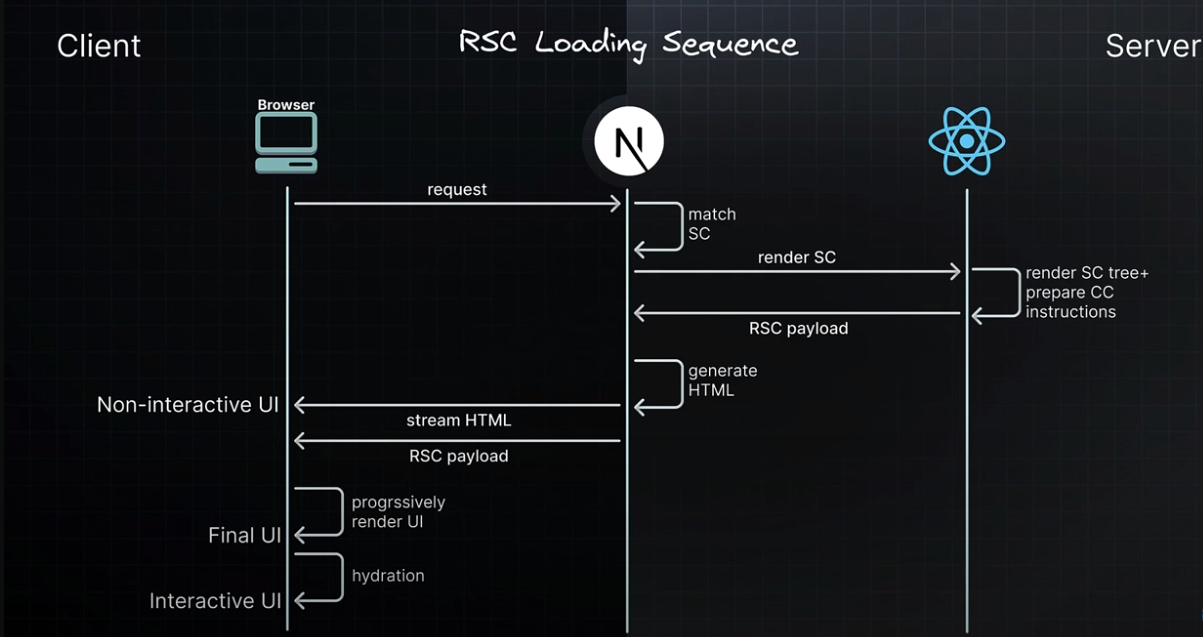 Client
RSC Loading Sequence
Server
Browser
N
request
match
SC
render SC
render SC tree+
prepare CC
instructions
RSC payload
generate
HTML
Non-interactive UI
stream HTML
RSC payload
progrssively
render UI
Final UI
hydration
Interactive UI